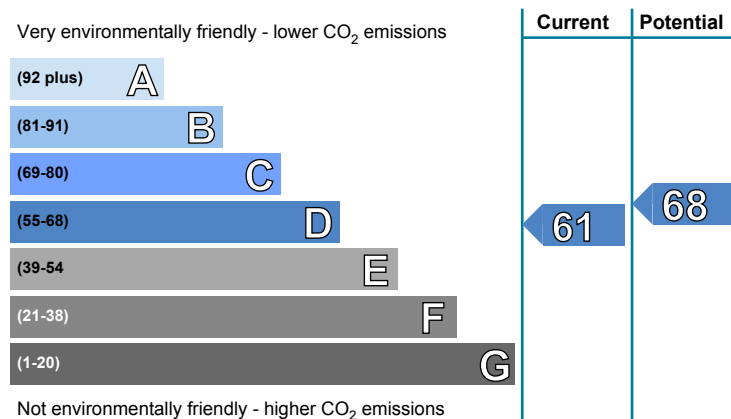 Very environmentally friendly - lower CO₂ emissions
Current
Potential
(92 plus) A
(81-91) B
(69-80) C
(55-68) D
(39-54 E
(21-38) F
(1-20) G
61
68
Not environmentally friendly - higher CO₂ emissions